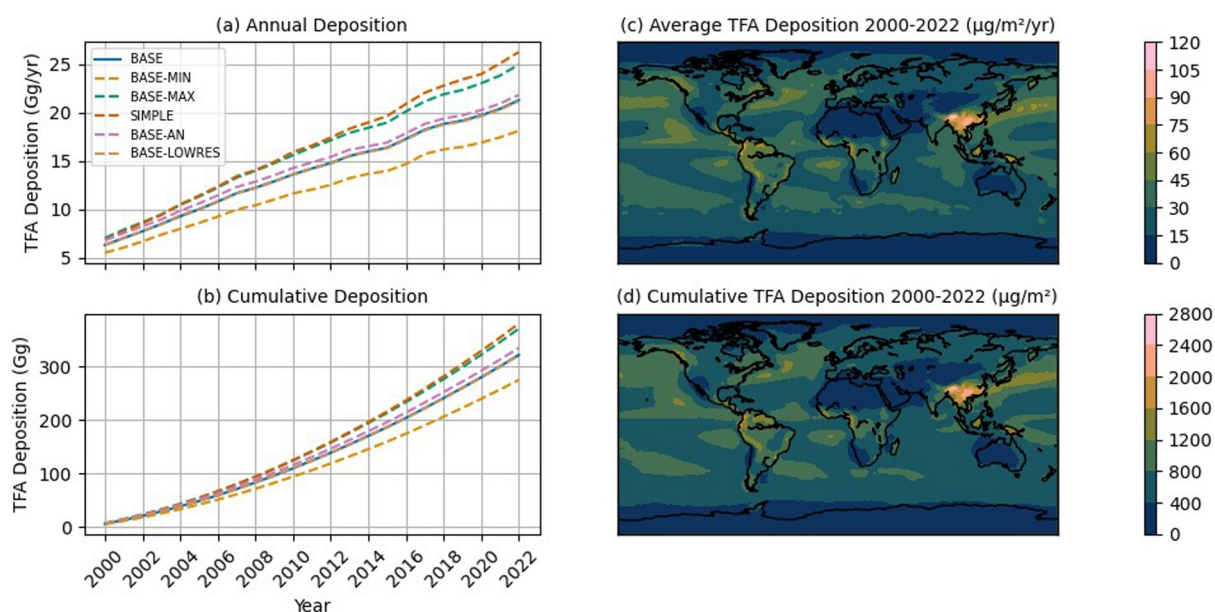 (a) Annual Deposition
TFA Deposition (Gg/yr)
25
20
15
10
5
BASE
BASE-MIN
BASE-MAX
SIMPLE
BASE-AN
BASE-LOWRES
(b) Cumulative Deposition
TFA Deposition (Gg)
300
200
100
0
2000
2002
2004
2006
2008
2010
2012
2014
2016
2018
2020
2022
Year
(c) Average TFA Deposition 2000-2022 (μg/m²/yr)
120
105
90
75
60
45
30
15
0
(d) Cumulative TFA Deposition 2000-2022 (μg/m²)
2800
2400
2000
1600
1200
800
400
0